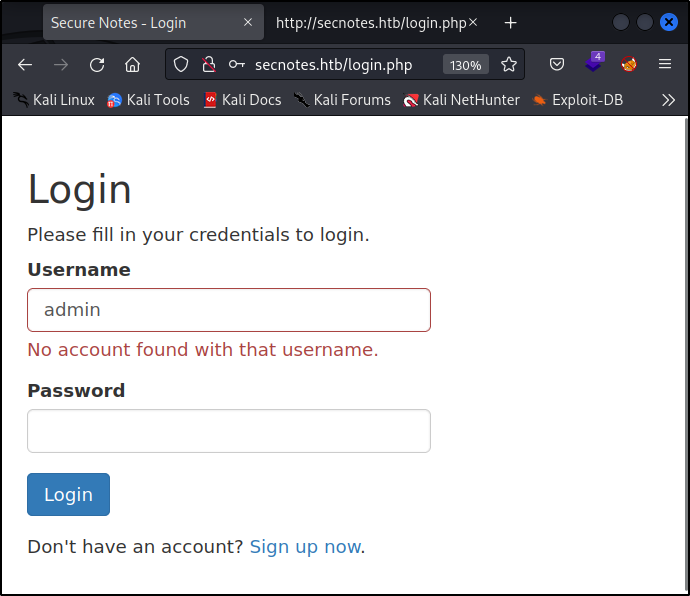 Secure Notes - Login
http://secnotes.htb/login.php
secnotes.htb/login.php 130% 4
Kali Linux Kali Tools Kali Docs Kali Forums Kali NetHunter Exploit-DB
Login
Please fill in your credentials to login.
Username
admin
No account found with that username.
Password
Login
Don't have an account? Sign up now.